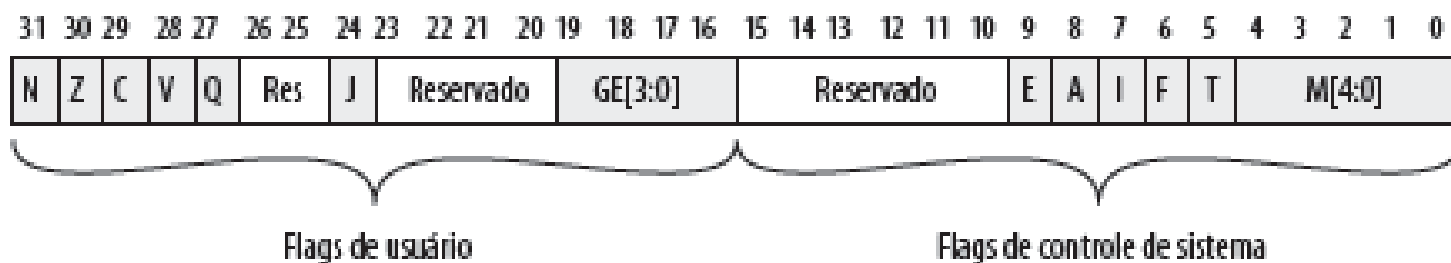 31 30 29 28 27 26 25 24 23 22 21 20 19 18 17 16 15 14 13 12 11 10 9 8 7 6 5 4 3 2 1 0
N Z C V Q Res J Reservado GE[3:0] Reservado E A I F T M[4:0]
Flags de usuário Flags de controle de sistema